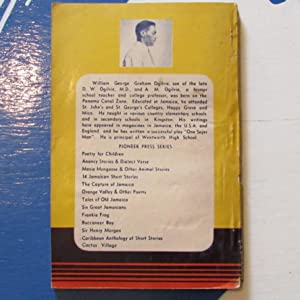 William George Graham Ogilvie, son of the late
D. W. Ogilvie, M.D., and A. M. Ogilvie, a
former school teacher and college professor, was born on the
Panama Canal Zone. Educated at Jamaica, he attended
St. John's and St. George's Colleges, Happy Grove and
Mico. He taught in various country elementary schools
and in secondary schools in Kingston. His writings
have appeared in magazines in Jamaica, the U.S.A. and
England, and he has written a successful play "One Sojer
Man". He is principal of Wentworth High School.
PIONEER PRESS SERIES
Poetry for Children
Anancy Stories & Dialect Verse
Maxie Mongoose & Other Animal Stories
14 Jamaican Short Stories
The Capture of Jamaica
Orange Valley & Other Poems
Tales of Old Jamaica
Six Great Jamaicans
Frankie Frog
Buccaneer Bay
Sir Henry Morgan
Caribbean Anthology of Short Stories
Cactus Village